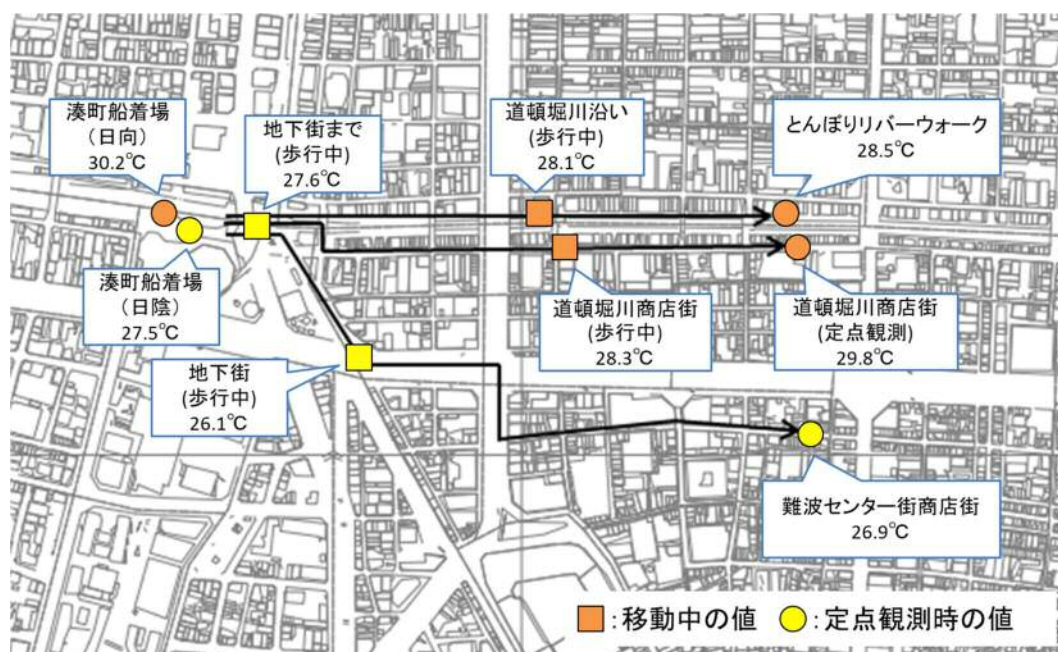 湊町船着場
(日向)
30.2℃
地下街まで
(歩行中)
27.6℃
道頓堀川沿い
(歩行中)
28.1℃
とんぼりリバーウォーク
28.5℃
湊町船着場
(日陰)
27.5℃
道頓堀川商店街
(歩行中)
28.3℃
道頓堀川商店街
(定点観測)
29.8℃
地下街
(歩行中)
26.1℃
難波センター街商店街
26.9℃
:移動中の値
:定点観測時の値